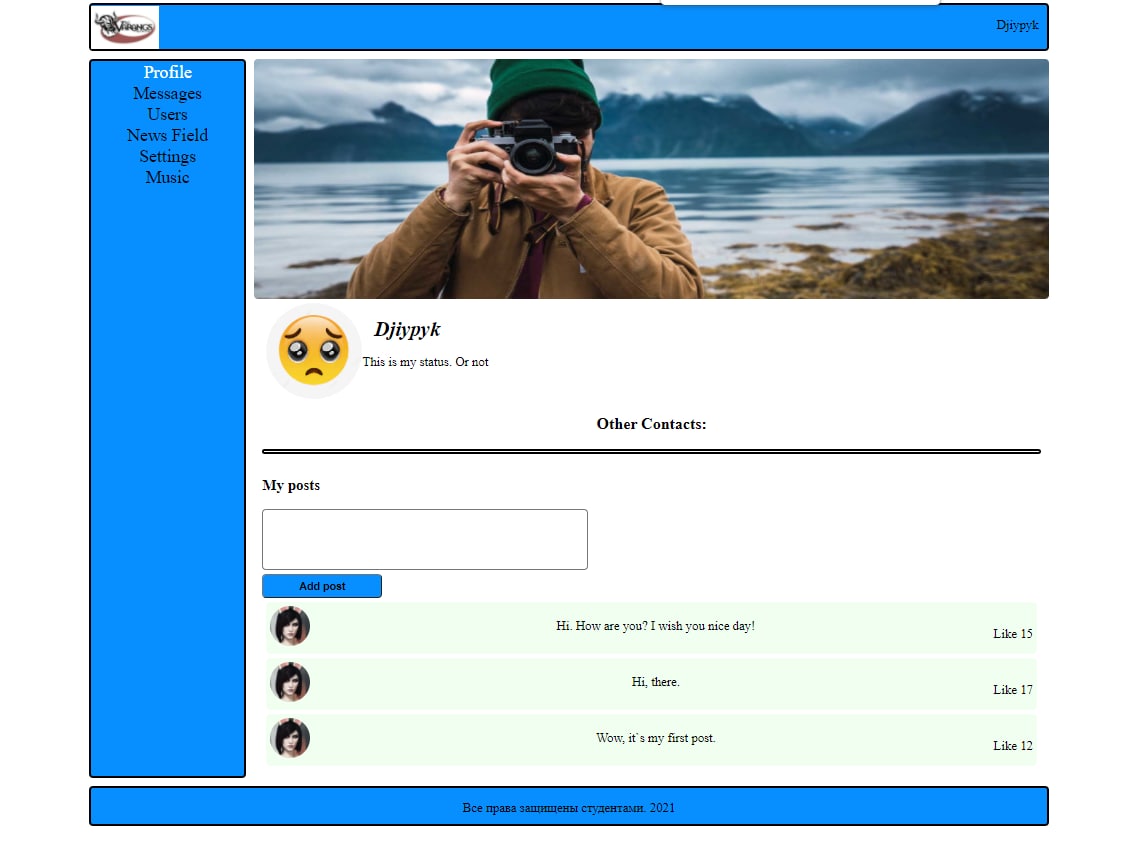 Djiypyk
Profile
Messages
Users
News Field
Settings
Music
Djiypyk
This is my status. Or not
Other Contacts:
My posts
Add post
Hi. How are you? I wish you nice day!
Like 15
Hi, there.
Like 17
Wow, it`s my first post.
Like 12
Все права защищены студентами. 2021